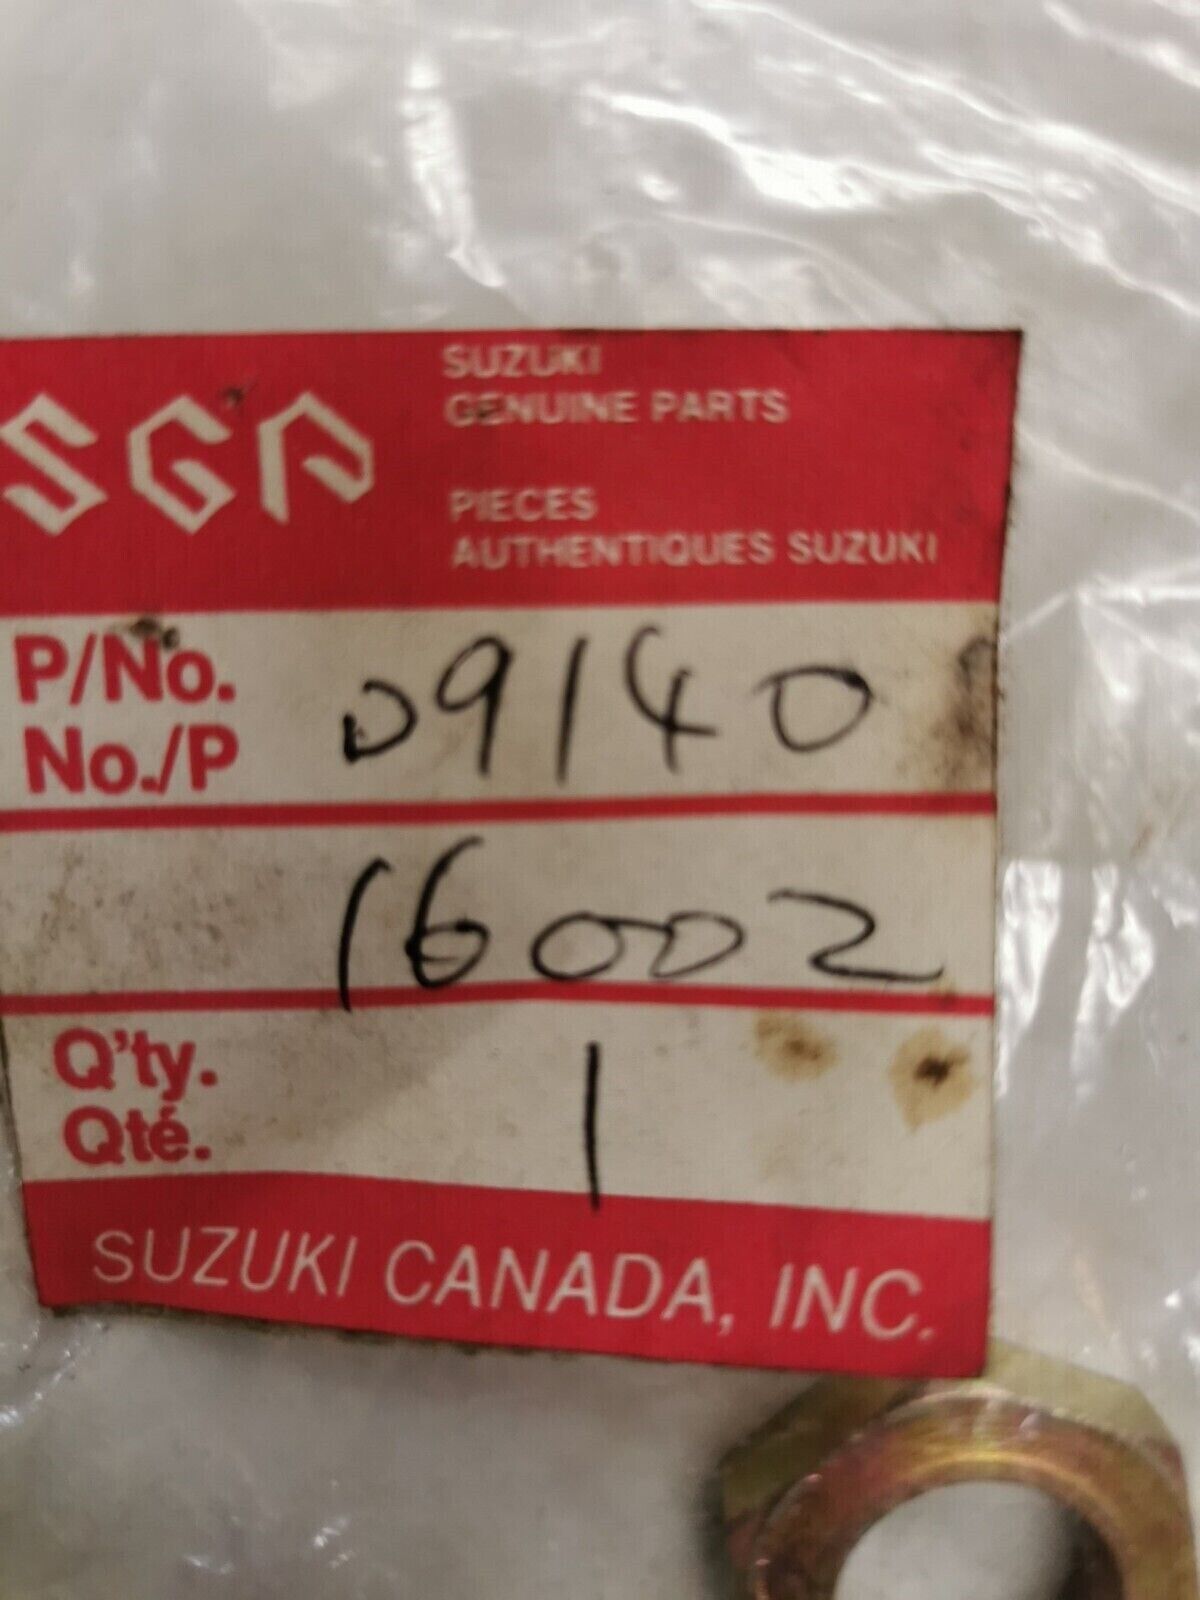 SGP
SUZUKI
GENUINE PARTS
PIECES
AUTHENTIQUES SUZUKI
P/No.
No./P
09140
16002
Q'ty.
Qté.
1
SUZUKI CANADA, INC.